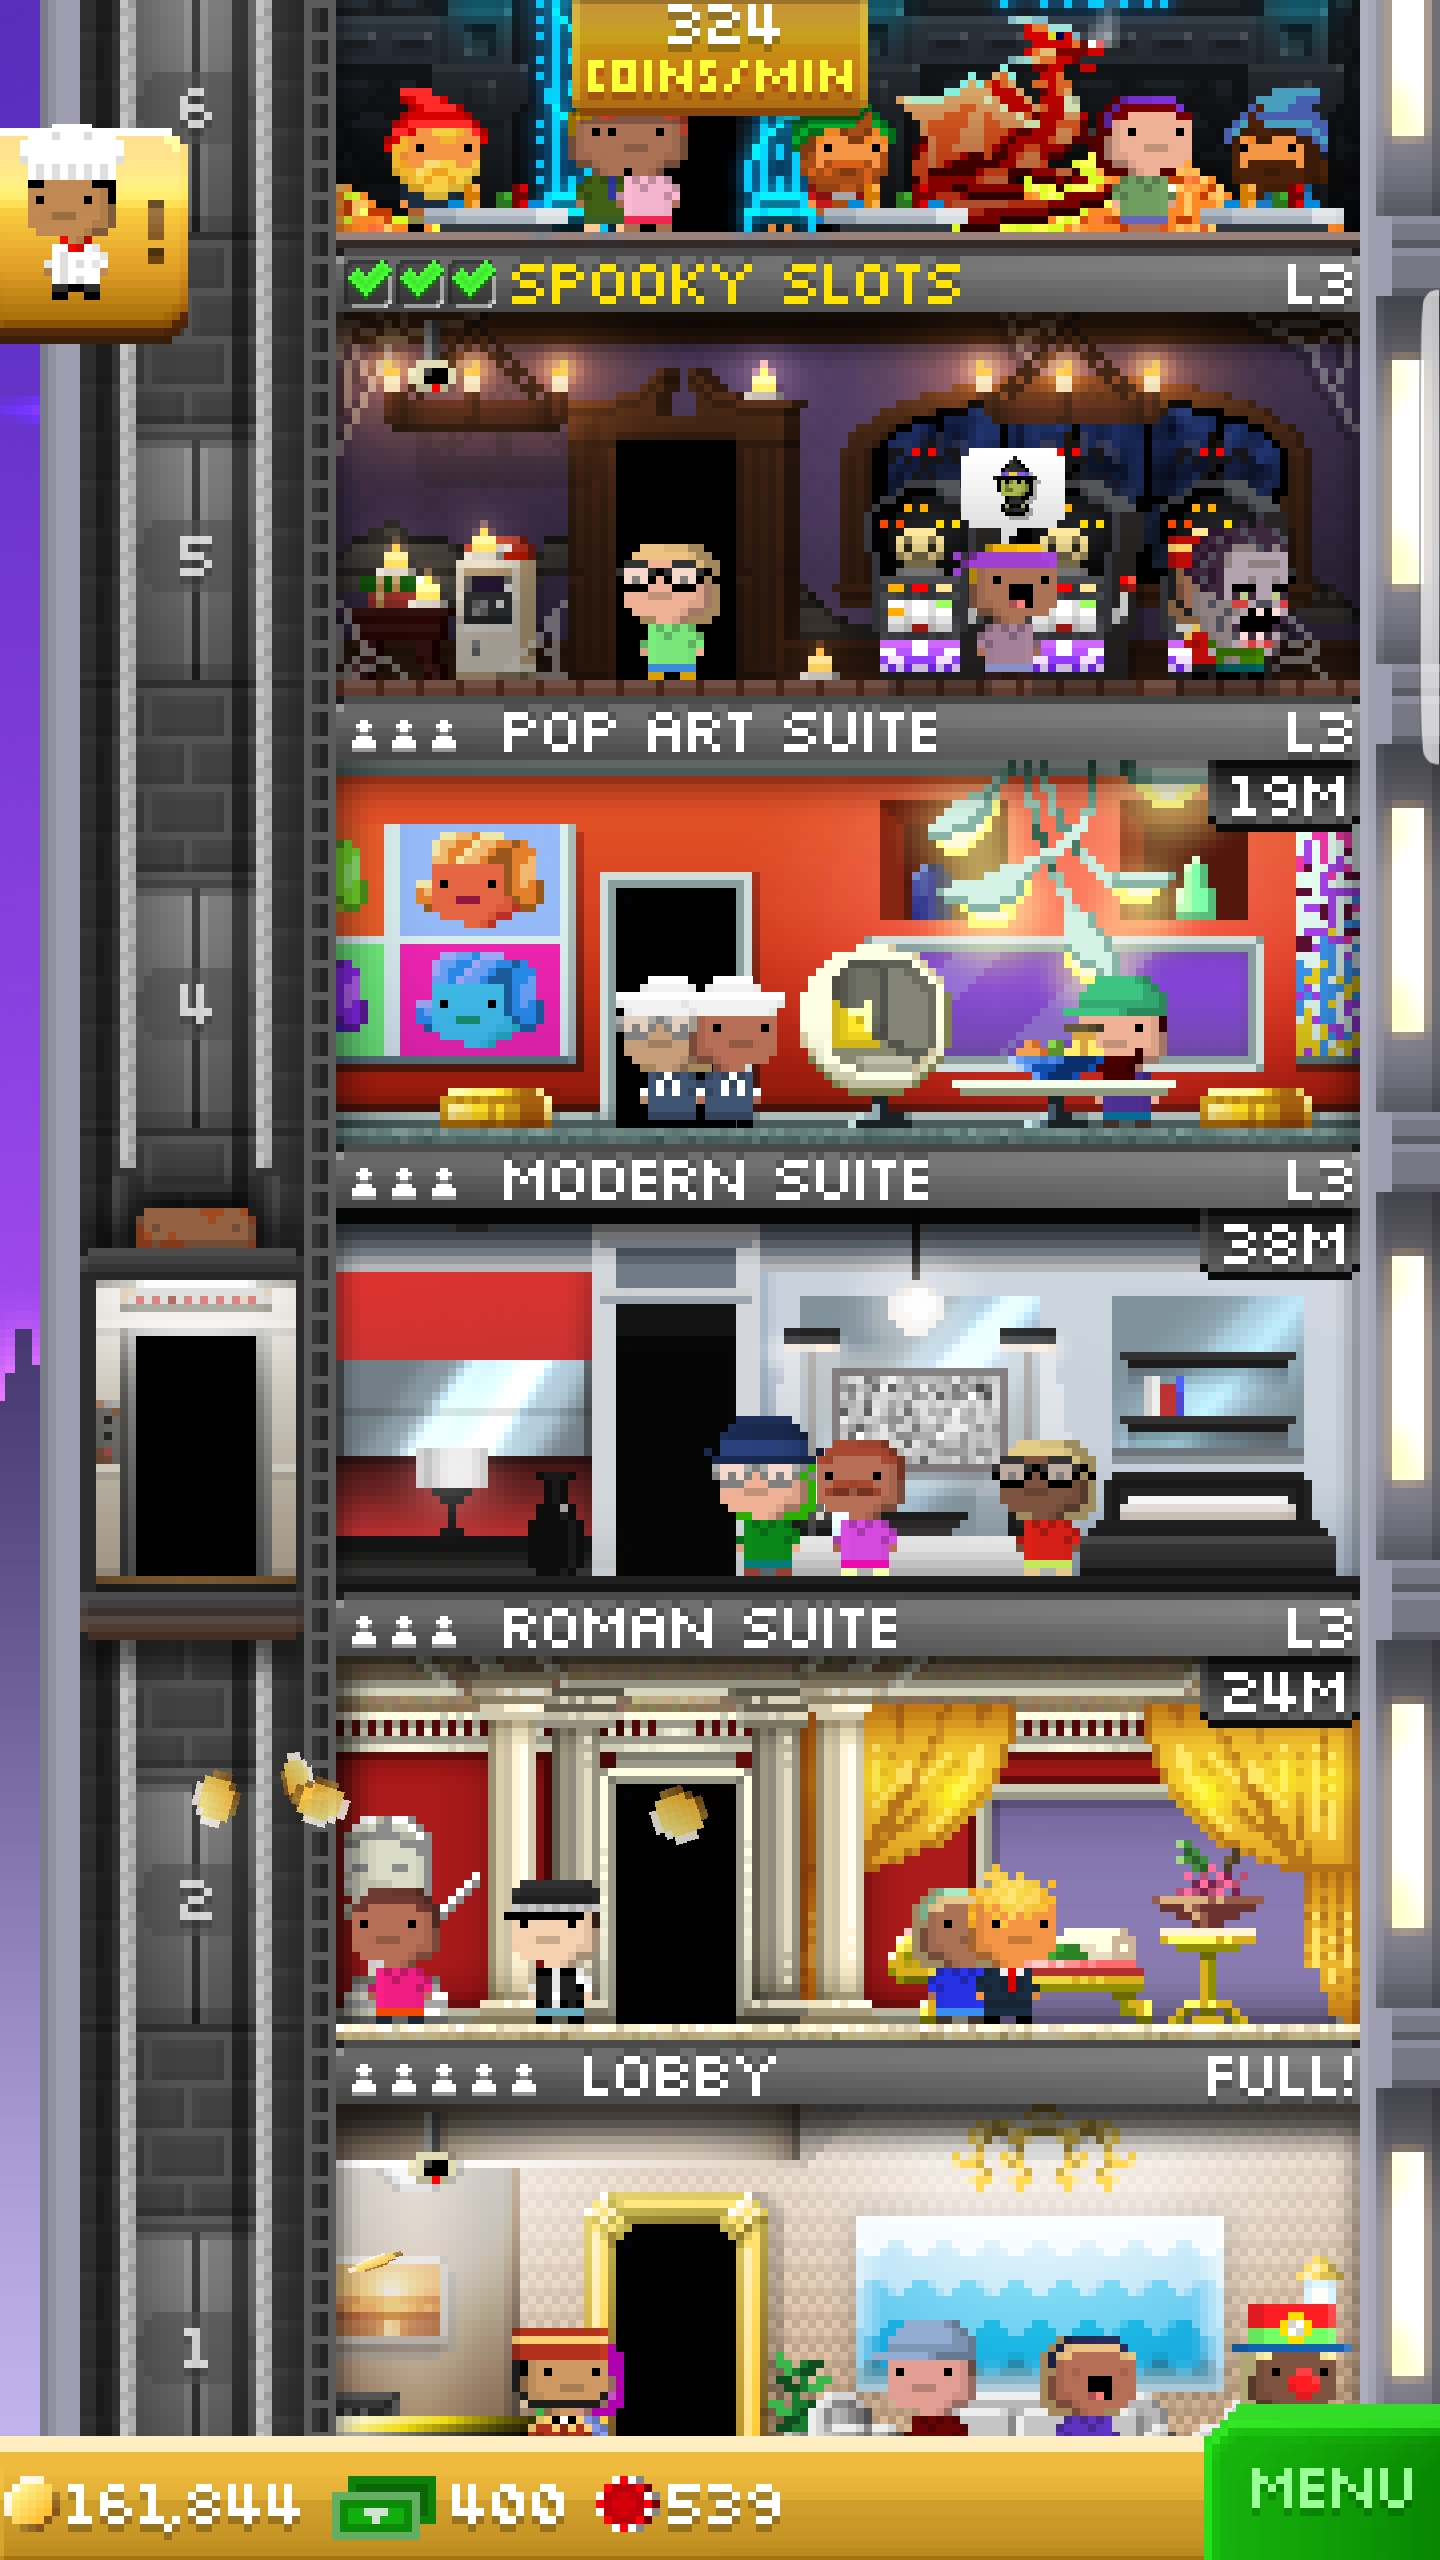 324
COINS/MIN
6
!
SPOOKY SLOTS L3
5
POP ART SUITE L3
19M
4
MODERN SUITE L3
38M
ROMAN SUITE L3
24M
2
LOBBY FULL!
1
161,844 400 539 MENU